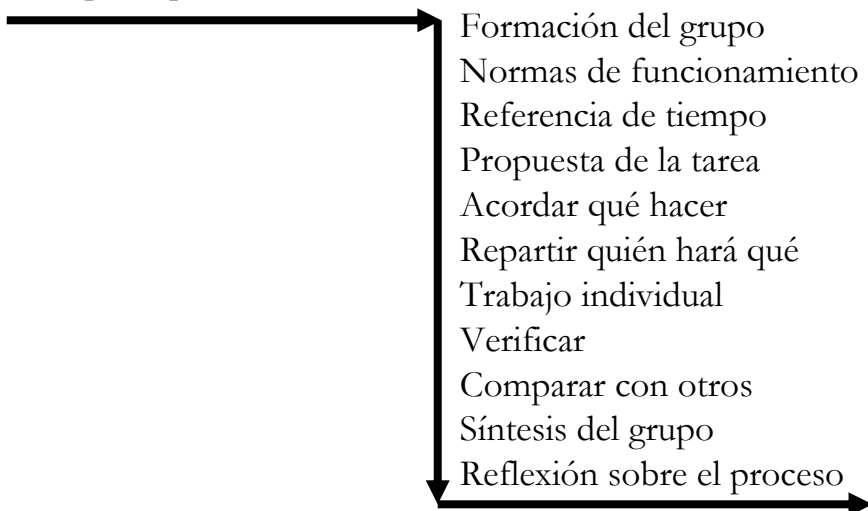 Formación del grupo
Normas de funcionamiento
Referencia de tiempo
Propuesta de la tarea
Acordar qué hacer
Repartir quién hará qué
Trabajo individual
Verificar
Comparar con otros
Síntesis del grupo
Reflexión sobre el proceso